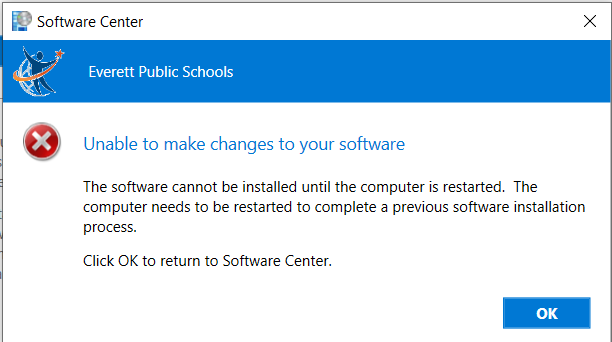 Software Center
Everett Public Schools
Unable to make changes to your software
The software cannot be installed until the computer is restarted.  The
computer needs to be restarted to complete a previous software installation
process.
Click OK to return to Software Center.
OK